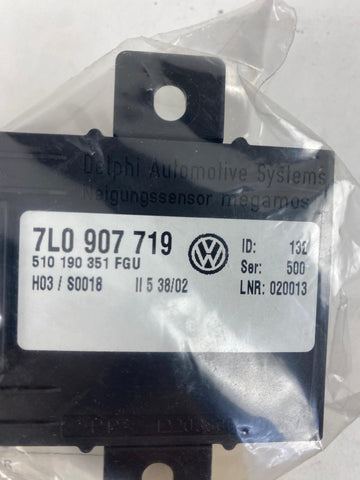 Delphi Automotive Systems
Neigungssensor megamos
7L0 907 719
ID: 132
510 190 351 FGU
Ser: 500
H03 / S0018
II 5 38/02
LNR: 020013